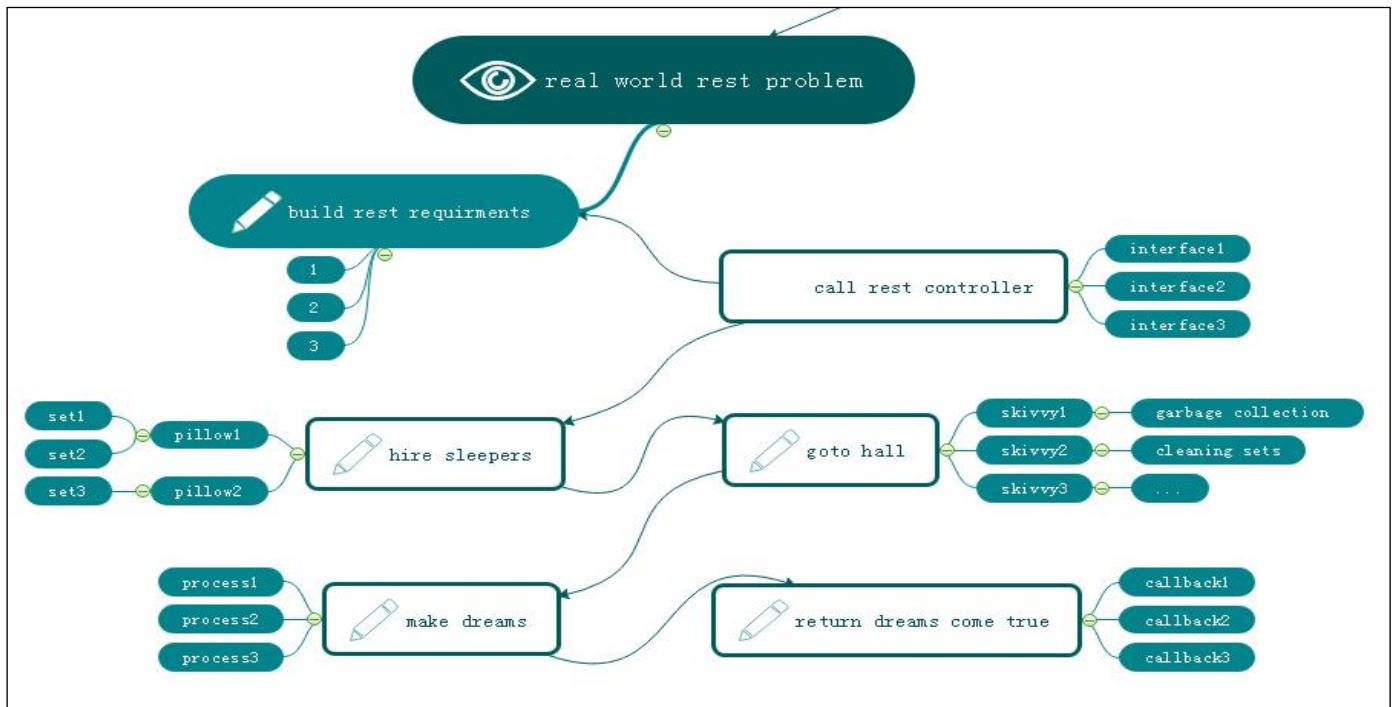 real world rest problem
build rest requirments
1
2
3
call rest controller
interface1
interface2
interface3
set1
set2
set3
pillow1
pillow2
hire sleepers
goto hall
skivvy1
garbage collection
skivvy2
cleaning sets
skivvy3
...
process1
process2
process3
make dreams
return dreams come true
callback1
callback2
callback3